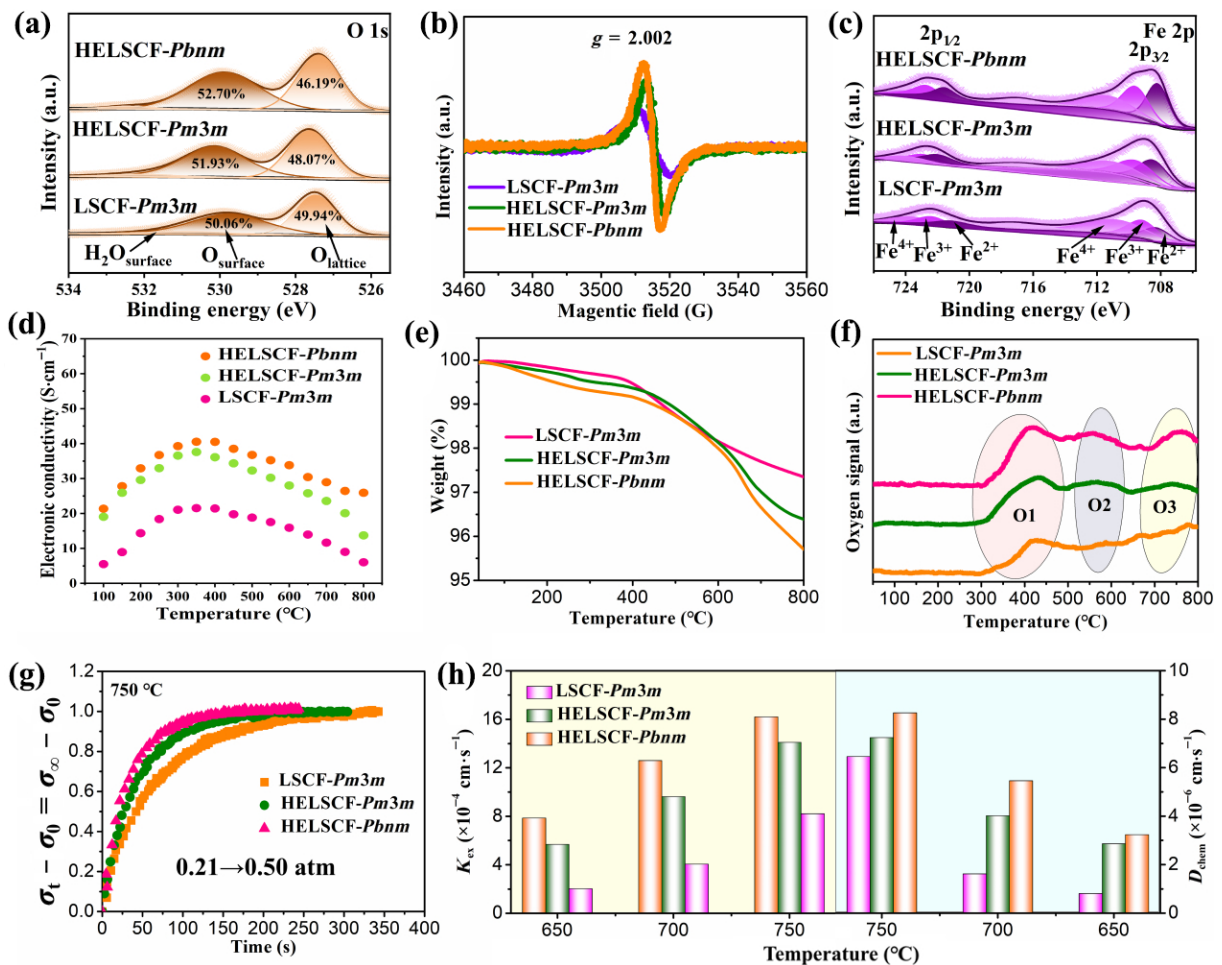 (a)
O 1s
HELSCF-Pbnm
46.19%
52.70%
HELSCF-Pm3m
51.93%
48.07%
LSCF-Pm3m
50.06%
49.94%
H₂Osurface
Osurface
Olattice
Intensity (a.u.)
534 532 530 528 526
Binding energy (eV)
(b)
g = 2.002
LSCF-Pm3m
HELSCF-Pm3m
HELSCF-Pbnm
Intensity (a.u.)
3460 3480 3500 3520 3540 3560
Magentic field (G)
(c)
2p1/2
Fe 2p
2p3/2
HELSCF-Pbnm
HELSCF-Pm3m
LSCF-Pm3m
Fe⁴⁺ Fe³⁺ Fe²⁺ Fe⁴⁺ Fe³⁺ Fe²⁺
Intensity (a.u.)
724 720 716 712 708
Binding energy (eV)
(d)
70
60
50
40
30
20
10
0
HELSCF-Pbnm
HELSCF-Pm3m
LSCF-Pm3m
Electronic conductivity (S·cm⁻¹)
100 200 300 400 500 600 700 800
Temperature (°C)
(e)
100
99
98
97
96
95
LSCF-Pm3m
HELSCF-Pm3m
HELSCF-Pbnm
Weight (%)
200 400 600 800
Temperature (°C)
(f)
LSCF-Pm3m
HELSCF-Pm3m
HELSCF-Pbnm
O1 O2 O3
Oxygen signal (a.u.)
100 200 300 400 500 600 700 800
Temperature (°C)
(g)
1.2
1.0
0.8
0.6
0.4
0.2
0.0
750 °C
LSCF-Pm3m
HELSCF-Pm3m
HELSCF-Pbnm
0.21→0.50 atm
σt − σ0 = σ∞ − σ0
0 50 100 150 200 250 300 350 400
Time (s)
(h)
20
16
12
8
4
0
LSCF-Pm3m
HELSCF-Pm3m
HELSCF-Pbnm
Kex (×10⁻⁴ cm·s⁻¹)
10
8
6
4
2
0
Dchem (×10⁻⁶ cm·s⁻¹)
650 700 750 750 700 650
Temperature (°C)